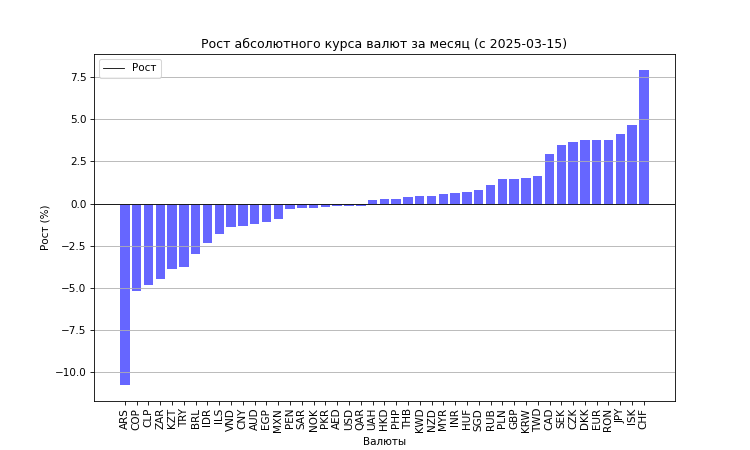 Рост абсолютного курса валют за месяц (с 2025-03-15)
Рост
7.5
5.0
2.5
0.0
−2.5
−5.0
−7.5
−10.0
Рост (%)
ARS COP CLP ZAR KZT TRY BRL IDR ILS VND CNY AUD EGP MXN PEN SAR NOK PKR AED USD QAR UAH HKD PHP THB KWD NZD MYR INR HUF SGD RUB PLN GBP KRW TWD CAD SEK CZK DKK EUR RON JPY ISK CHF
Валюты